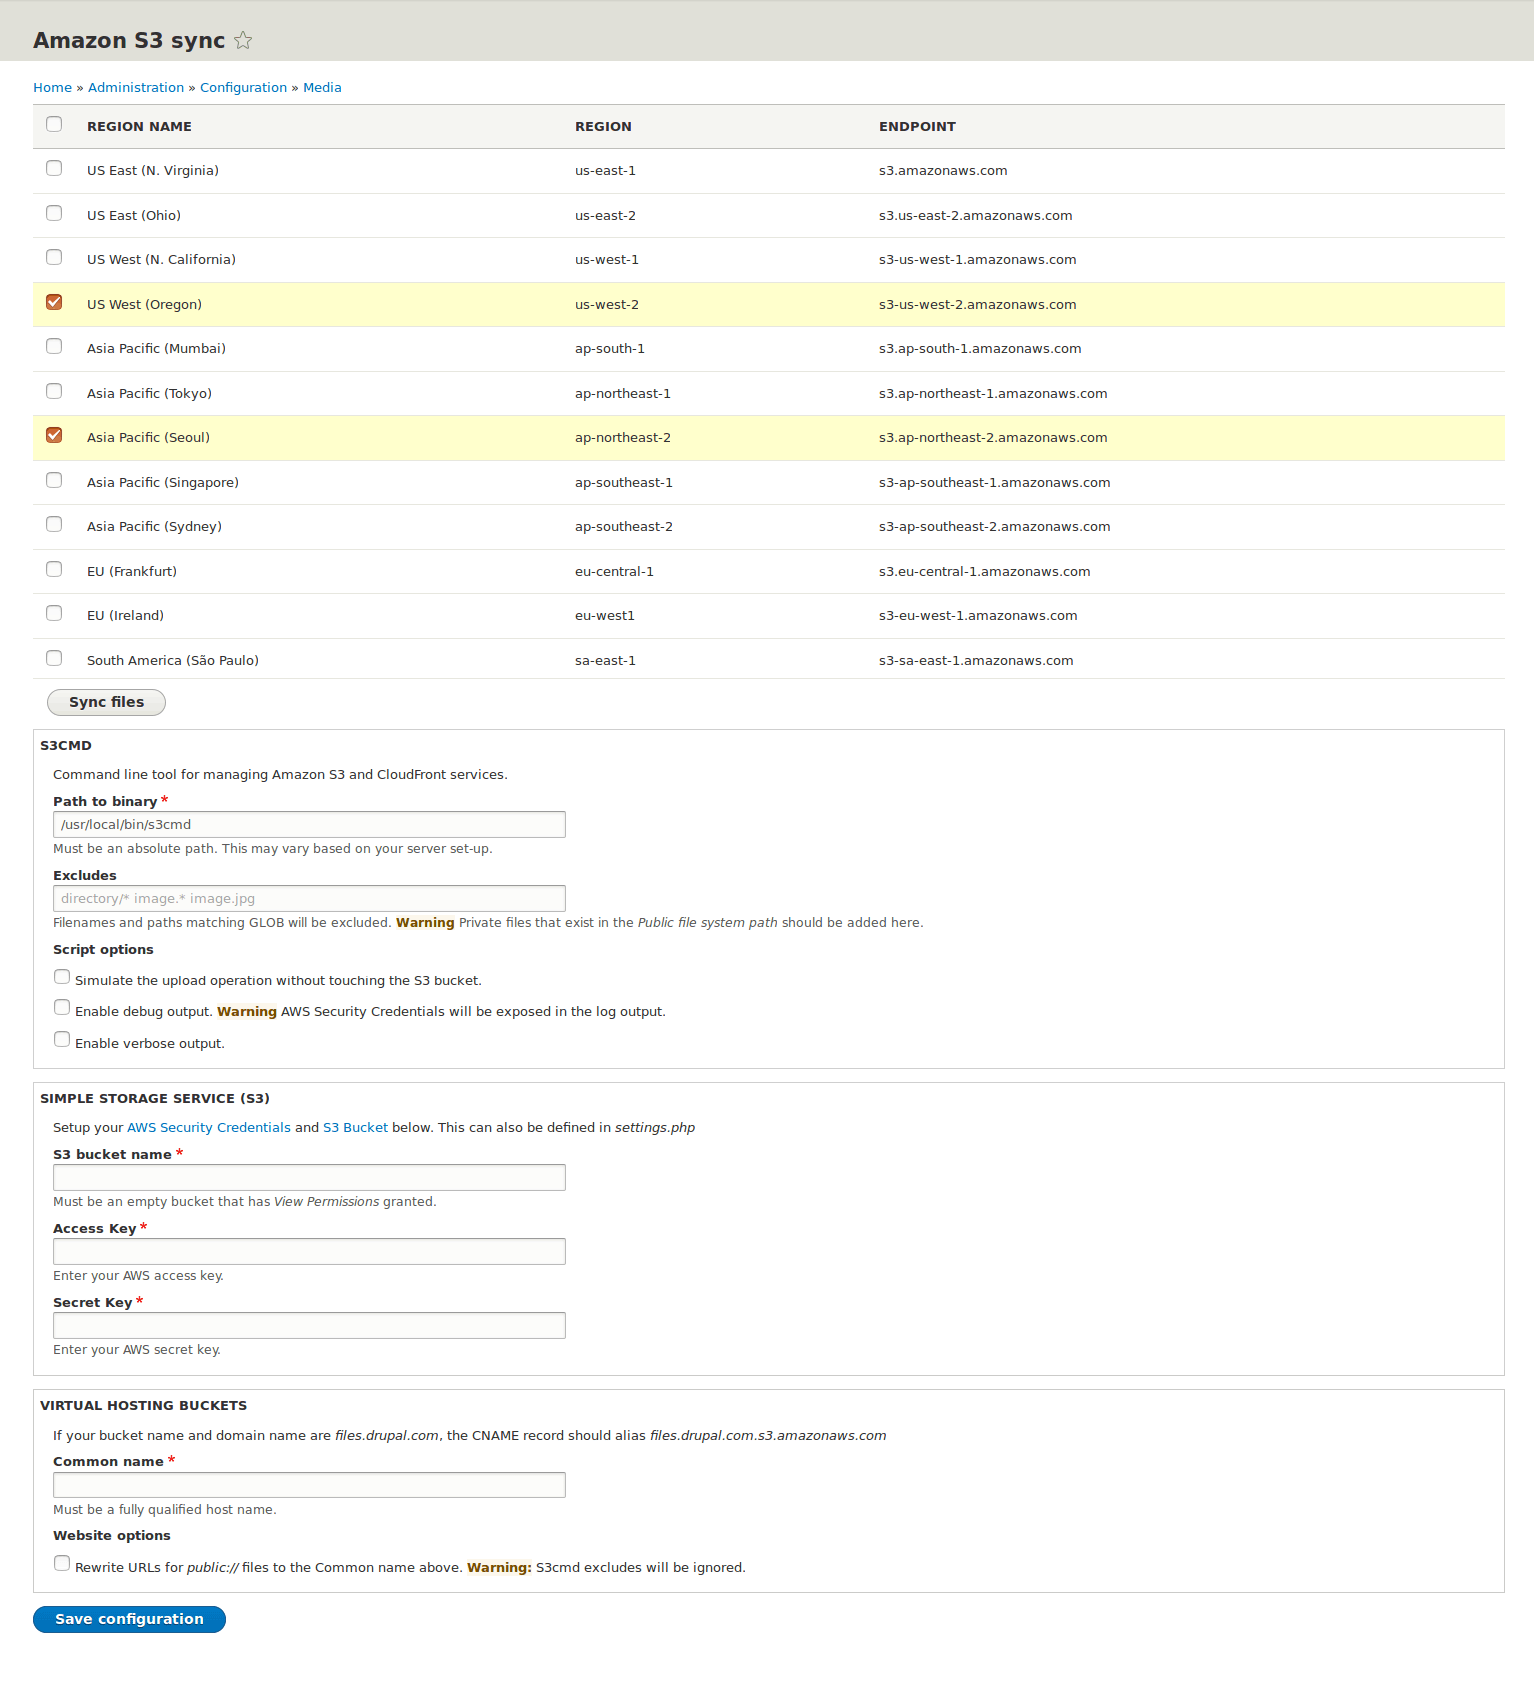 Amazon S3 sync
Home » Administration » Configuration » Media
REGION NAME REGION ENDPOINT
US East (N. Virginia) us-east-1 s3.amazonaws.com
US East (Ohio) us-east-2 s3.us-east-2.amazonaws.com
US West (N. California) us-west-1 s3-us-west-1.amazonaws.com
US West (Oregon) us-west-2 s3-us-west-2.amazonaws.com
Asia Pacific (Mumbai) ap-south-1 s3.ap-south-1.amazonaws.com
Asia Pacific (Tokyo) ap-northeast-1 s3.ap-northeast-1.amazonaws.com
Asia Pacific (Seoul) ap-northeast-2 s3.ap-northeast-2.amazonaws.com
Asia Pacific (Singapore) ap-southeast-1 s3-ap-southeast-1.amazonaws.com
Asia Pacific (Sydney) ap-southeast-2 s3-ap-southeast-2.amazonaws.com
EU (Frankfurt) eu-central-1 s3.eu-central-1.amazonaws.com
EU (Ireland) eu-west1 s3-eu-west-1.amazonaws.com
South America (São Paulo) sa-east-1 s3-sa-east-1.amazonaws.com
Sync files
S3CMD
Command line tool for managing Amazon S3 and CloudFront services.
Path to binary *
/usr/local/bin/s3cmd
Must be an absolute path. This may vary based on your server set-up.
Excludes
directory/* image.* image.jpg
Filenames and paths matching GLOB will be excluded. Warning Private files that exist in the Public file system path should be added here.
Script options
Simulate the upload operation without touching the S3 bucket.
Enable debug output. Warning AWS Security Credentials will be exposed in the log output.
Enable verbose output.
SIMPLE STORAGE SERVICE (S3)
Setup your AWS Security Credentials and S3 Bucket below. This can also be defined in settings.php
S3 bucket name *
Must be an empty bucket that has View Permissions granted.
Access Key *
Enter your AWS access key.
Secret Key *
Enter your AWS secret key.
VIRTUAL HOSTING BUCKETS
If your bucket name and domain name are files.drupal.com, the CNAME record should alias files.drupal.com.s3.amazonaws.com
Common name *
Must be a fully qualified host name.
Website options
Rewrite URLs for public:// files to the Common name above. Warning: S3cmd excludes will be ignored.
Save configuration